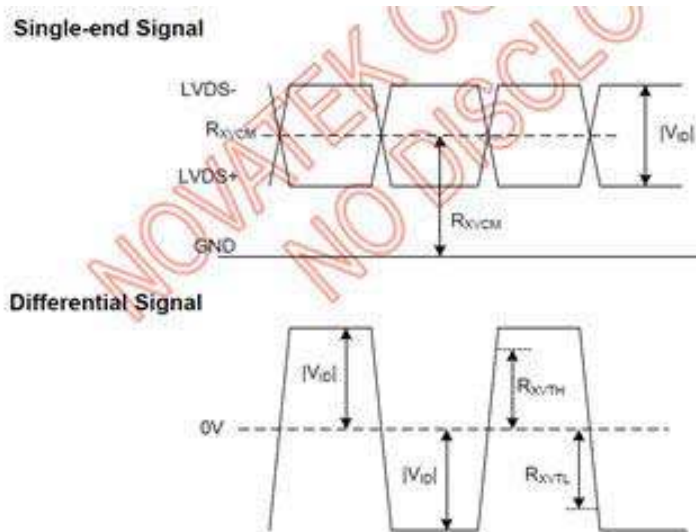 Single-end Signal
NOVATEK CO
NO DISCLO
LVDS-
RXVCM
|VID|
LVDS+
RXVCM
GND
Differential Signal
|VID|
RXVTH
0V
|VID|
RXVTL